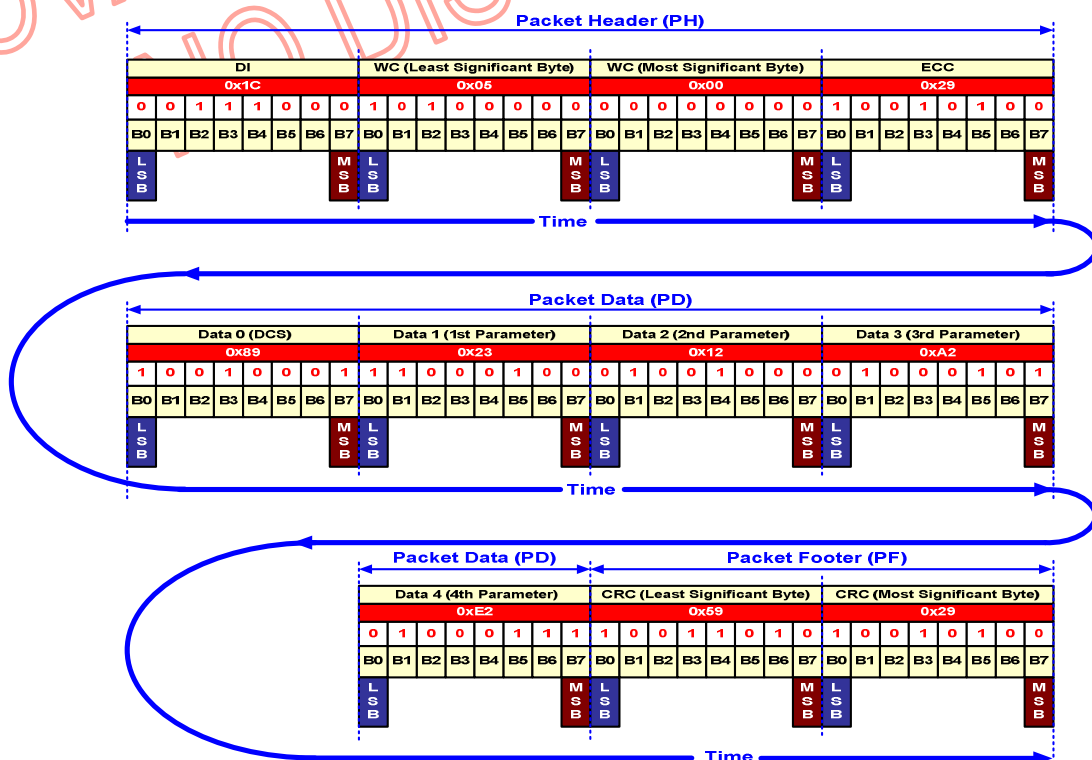 NO Dis
Packet Header (PH)
DI WC (Least Significant Byte) WC (Most Significant Byte) ECC
0x1C 0x05 0x00 0x29
0 0 1 1 1 0 0 0 1 0 1 0 0 0 0 0 0 0 0 0 0 0 0 0 1 0 0 1 0 1 0 0
B0 B1 B2 B3 B4 B5 B6 B7 B0 B1 B2 B3 B4 B5 B6 B7 B0 B1 B2 B3 B4 B5 B6 B7 B0 B1 B2 B3 B4 B5 B6 B7
LSB MSB LSB MSB LSB MSB LSB MSB
Time
Packet Data (PD)
Data 0 (DCS) Data 1 (1st Parameter) Data 2 (2nd Parameter) Data 3 (3rd Parameter)
0x89 0x23 0x12 0xA2
1 0 0 1 0 0 0 1 1 1 0 0 0 1 0 0 0 1 0 0 1 0 0 0 0 1 0 0 0 1 0 1
B0 B1 B2 B3 B4 B5 B6 B7 B0 B1 B2 B3 B4 B5 B6 B7 B0 B1 B2 B3 B4 B5 B6 B7 B0 B1 B2 B3 B4 B5 B6 B7
LSB MSB LSB MSB LSB MSB LSB MSB
Time
Packet Data (PD) Packet Footer (PF)
Data 4 (4th Parameter) CRC (Least Significant Byte) CRC (Most Significant Byte)
0xE2 0x59 0x29
0 1 0 0 0 1 1 1 1 0 0 1 1 0 1 0 1 0 0 1 0 1 0 0
B0 B1 B2 B3 B4 B5 B6 B7 B0 B1 B2 B3 B4 B5 B6 B7 B0 B1 B2 B3 B4 B5 B6 B7
LSB MSB LSB MSB LSB MSB
Time